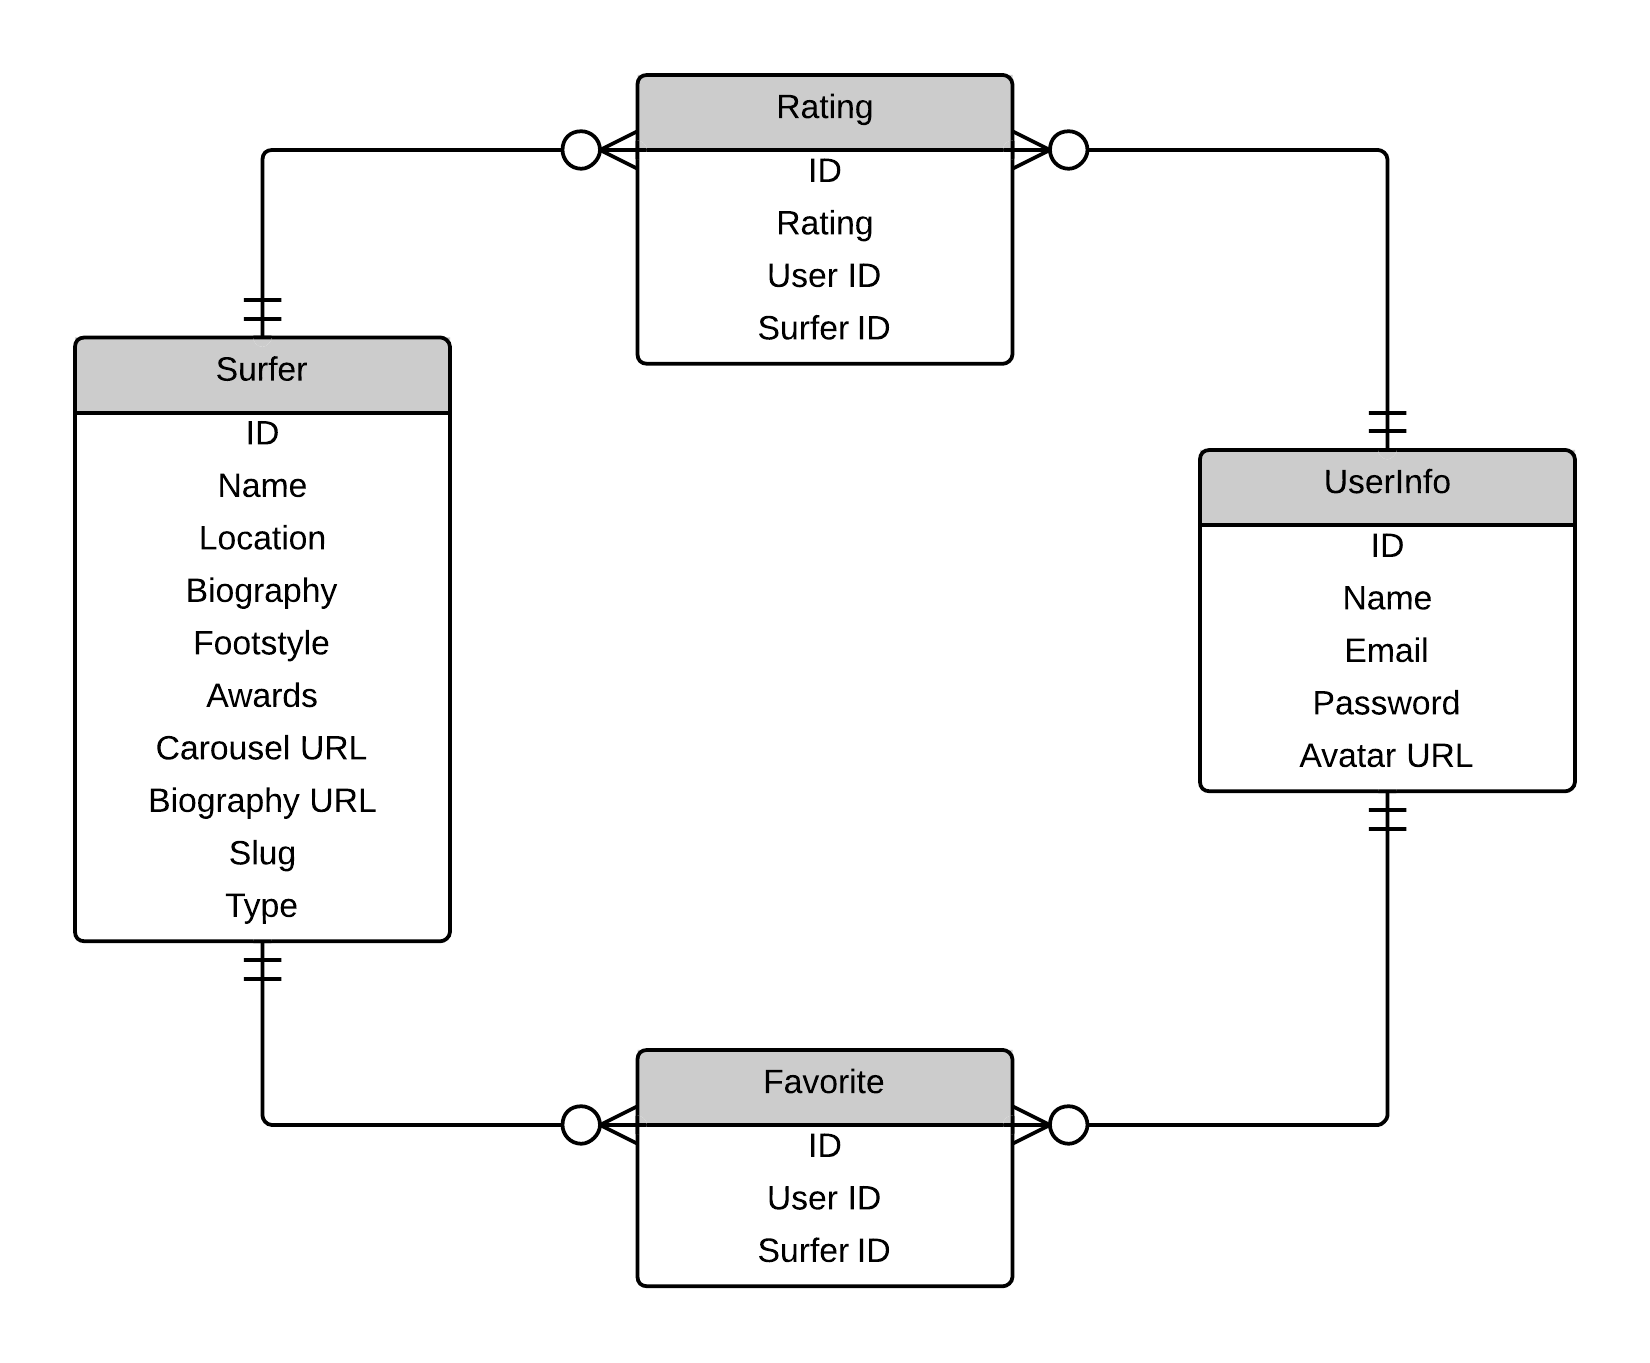 Rating
ID
Rating
User ID
Surfer ID
Surfer
ID
Name
Location
Biography
Footstyle
Awards
Carousel URL
Biography URL
Slug
Type
UserInfo
ID
Name
Email
Password
Avatar URL
Favorite
ID
User ID
Surfer ID